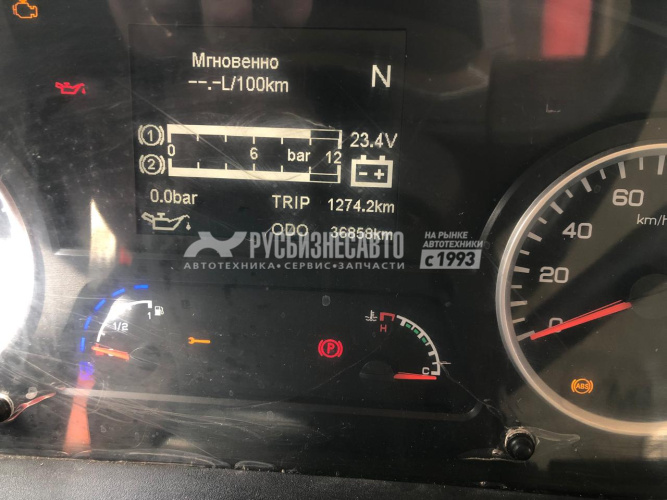 Мгновенно
--.-L/100km N
(1) 23.4V
0 6 bar 12
(2) - +
0.0bar TRIP 1274.2km
ODO 36858km
РУСБИЗНЕСАВТО
АВТОТЕХНИКА•СЕРВИС•ЗАПЧАСТИ
НА РЫНКЕ
АВТОТЕХНИКИ
с 1993
1/2 1
P
H
C
0 20 40 60
km/h
ABS